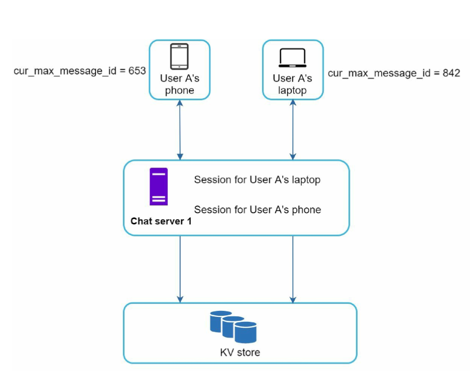 cur_max_message_id = 653
User A's
phone
User A's
laptop
cur_max_message_id = 842
Session for User A's laptop
Session for User A's phone
Chat server 1
KV store